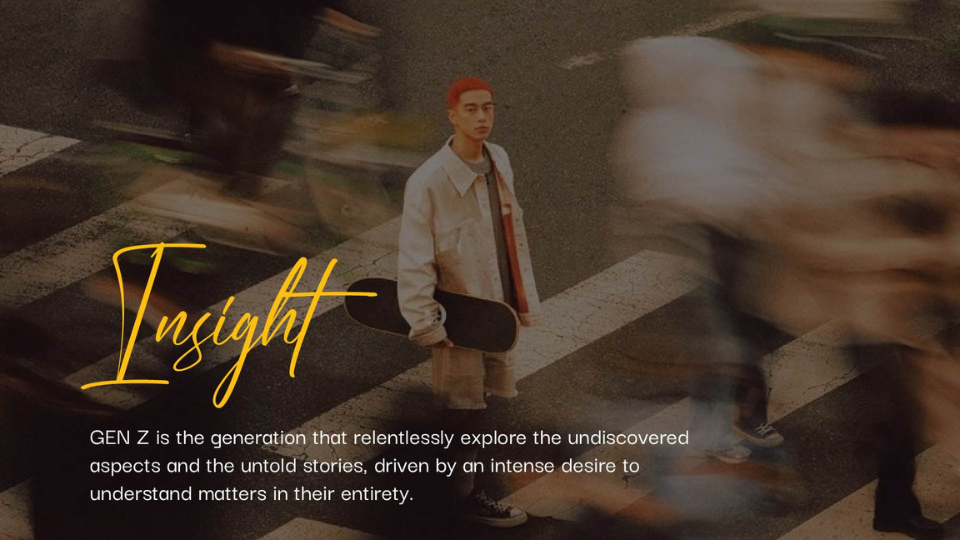 Insight
GEN Z is the generation that relentlessly explore the undiscovered
aspects and the untold stories, driven by an intense desire to
understand matters in their entirety.